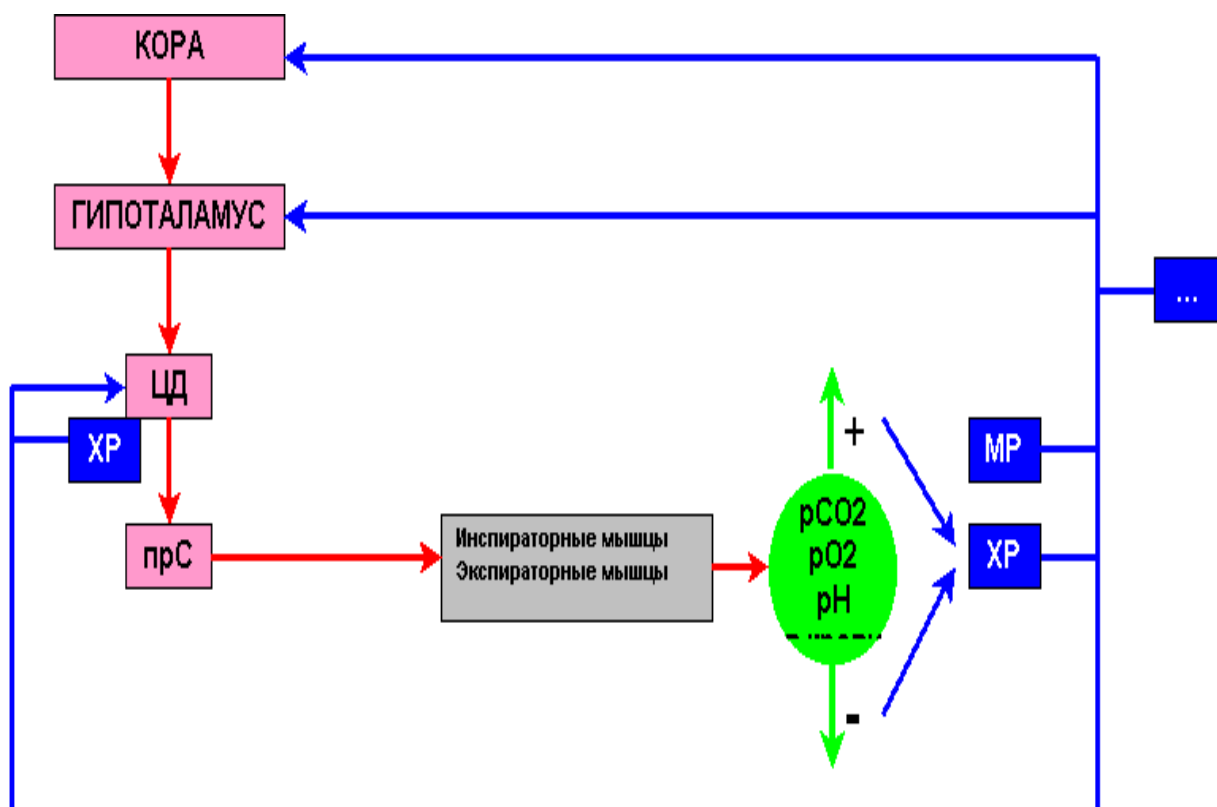 КОРА
ГИПОТАЛАМУС
...
ЦД
ХР
+
МР
pCO2
pO2
pH
прС
Инспираторные мышцы
Экспираторные мышцы
ХР
-